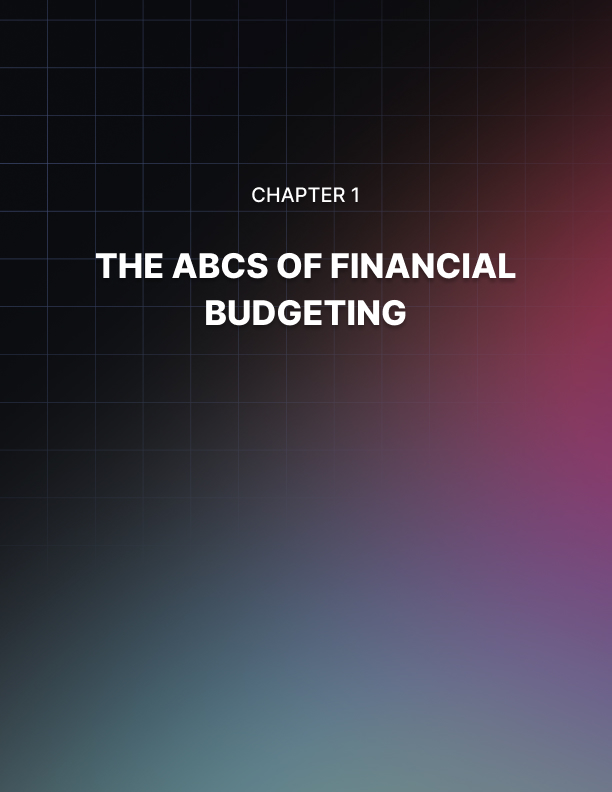 CHAPTER 1
THE ABCS OF FINANCIAL
BUDGETING